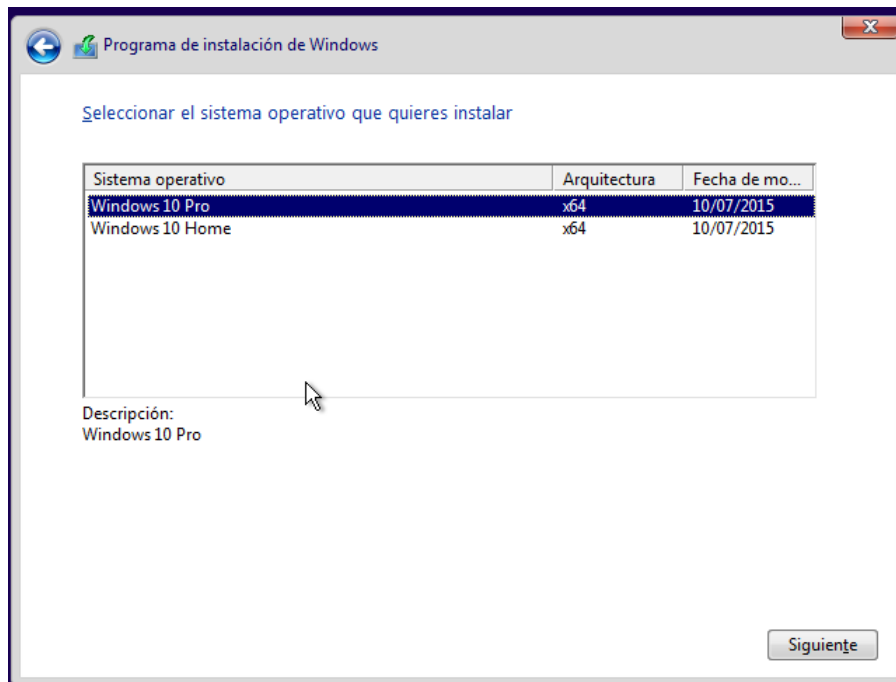 Programa de instalación de Windows
Seleccionar el sistema operativo que quieres instalar
Sistema operativo Arquitectura Fecha de mo...
Windows 10 Pro x64 10/07/2015
Windows 10 Home x64 10/07/2015
Descripción:
Windows 10 Pro
Siguiente